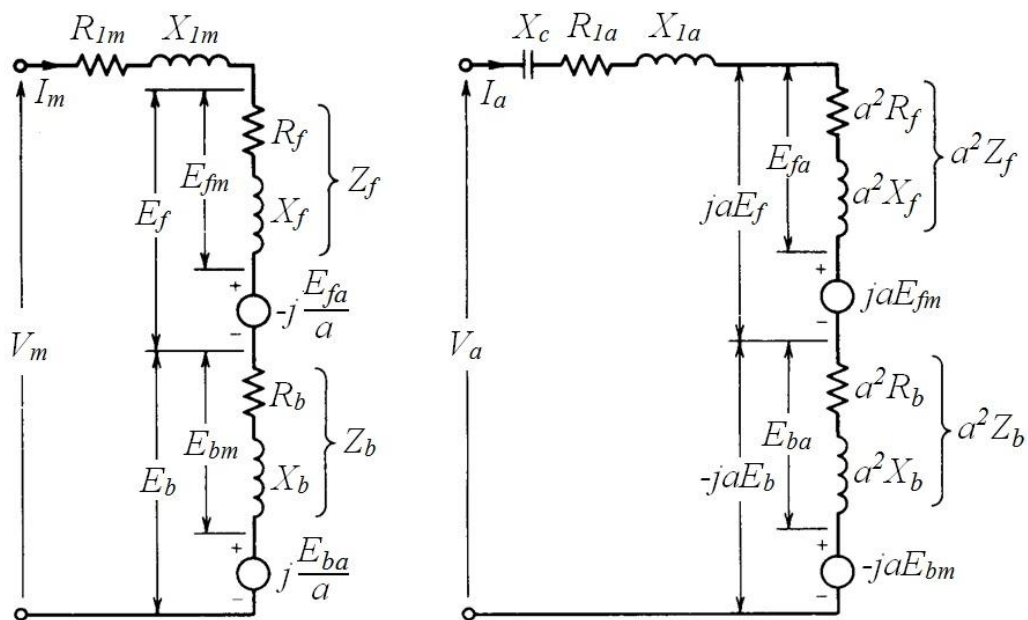 R1m X1m
Im
Rf
Zf
Efm
Ef
Xf
+
-j Efa/a
-
Vm
Rb
Zb
Ebm
Eb
Xb
+
j Eba/a
-
Xc R1a X1a
Ia
a²Rf
a²Zf
Efa
jaEf
a²Xf
+
jaEfm
-
Va
a²Rb
a²Zb
Eba
-jaEb
a²Xb
+
-jaEbm
-